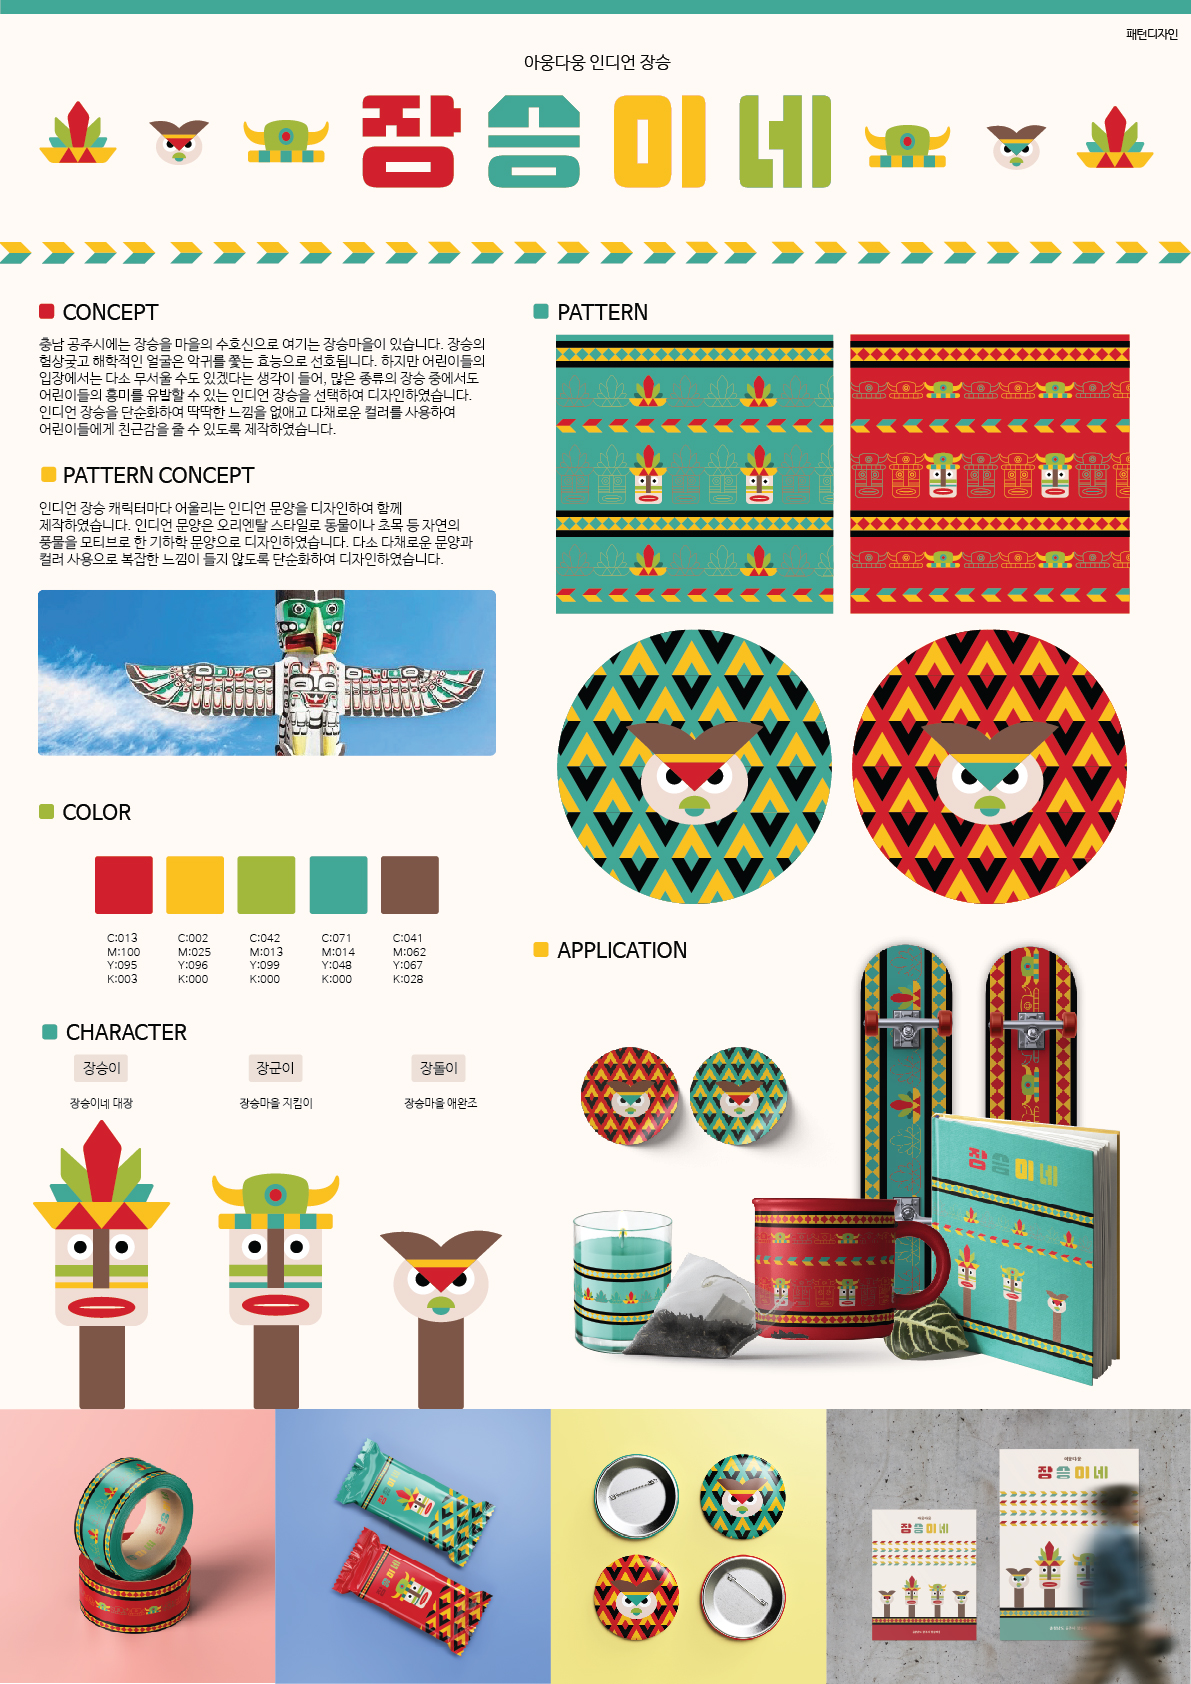 패턴디자인
아웅다웅 인디언 장승
장승이네
CONCEPT
충남 공주시에는 장승을 마을의 수호신으로 여기는 장승마을이 있습니다. 장승의
험상궂고 해학적인 얼굴은 악귀를 쫓는 효능으로 선호됩니다. 하지만 어린이들의
입장에서는 다소 무서울 수도 있겠다는 생각이 들어, 많은 종류의 장승 중에서도
어린이들의 흥미를 유발할 수 있는 인디언 장승을 선택하여 디자인하였습니다.
인디언 장승을 단순화하여 딱딱한 느낌을 없애고 다채로운 컬러를 사용하여
어린이들에게 친근감을 줄 수 있도록 제작하였습니다.
PATTERN CONCEPT
인디언 장승 캐릭터마다 어울리는 인디언 문양을 디자인하여 함께
제작하였습니다. 인디언 문양은 오리엔탈 스타일로 동물이나 초목 등 자연의
풍물을 모티브로 한 기하학 문양으로 디자인하였습니다. 다소 다채로운 문양과
컬러 사용으로 복잡한 느낌이 들지 않도록 단순화하여 디자인하였습니다.
COLOR
C:013
M:100
Y:095
K:003
C:002
M:025
Y:096
K:000
C:042
M:013
Y:099
K:000
C:071
M:014
Y:048
K:000
C:041
M:062
Y:067
K:028
CHARACTER
장승이
장승이네 대장
장군이
장승마을 지킴이
장돌이
장승마을 애완조
PATTERN
APPLICATION
장승이네
장승이네
장승이네
장승이네
장승이네